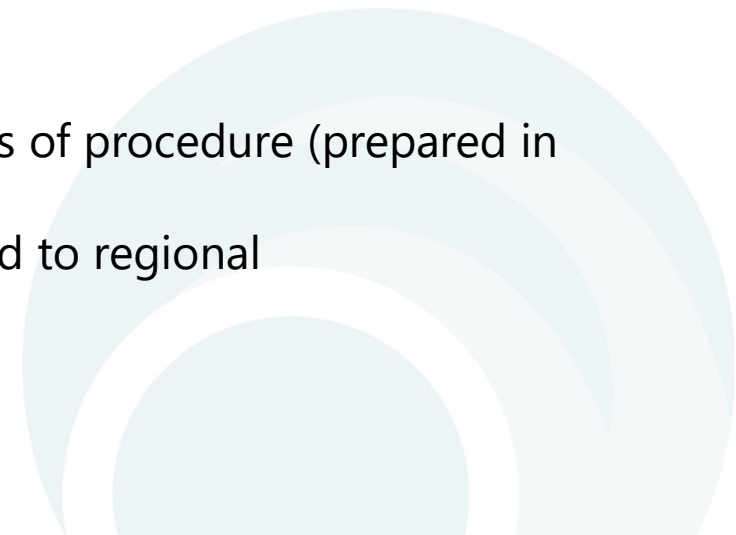 s of procedure (prepared in
d to regional